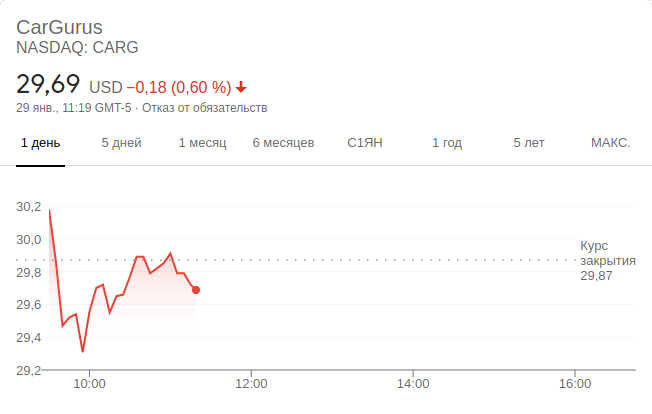 CarGurus
NASDAQ: CARG
29,69 USD −0,18 (0,60 %)
29 янв., 11:19 GMT-5 · Отказ от обязательств
1 день 5 дней 1 месяц 6 месяцев С1ЯН 1 год 5 лет МАКС.
30,2
30,0
29,8
29,6
29,4
29,2
Курс
закрытия
29,87
10:00 12:00 14:00 16:00